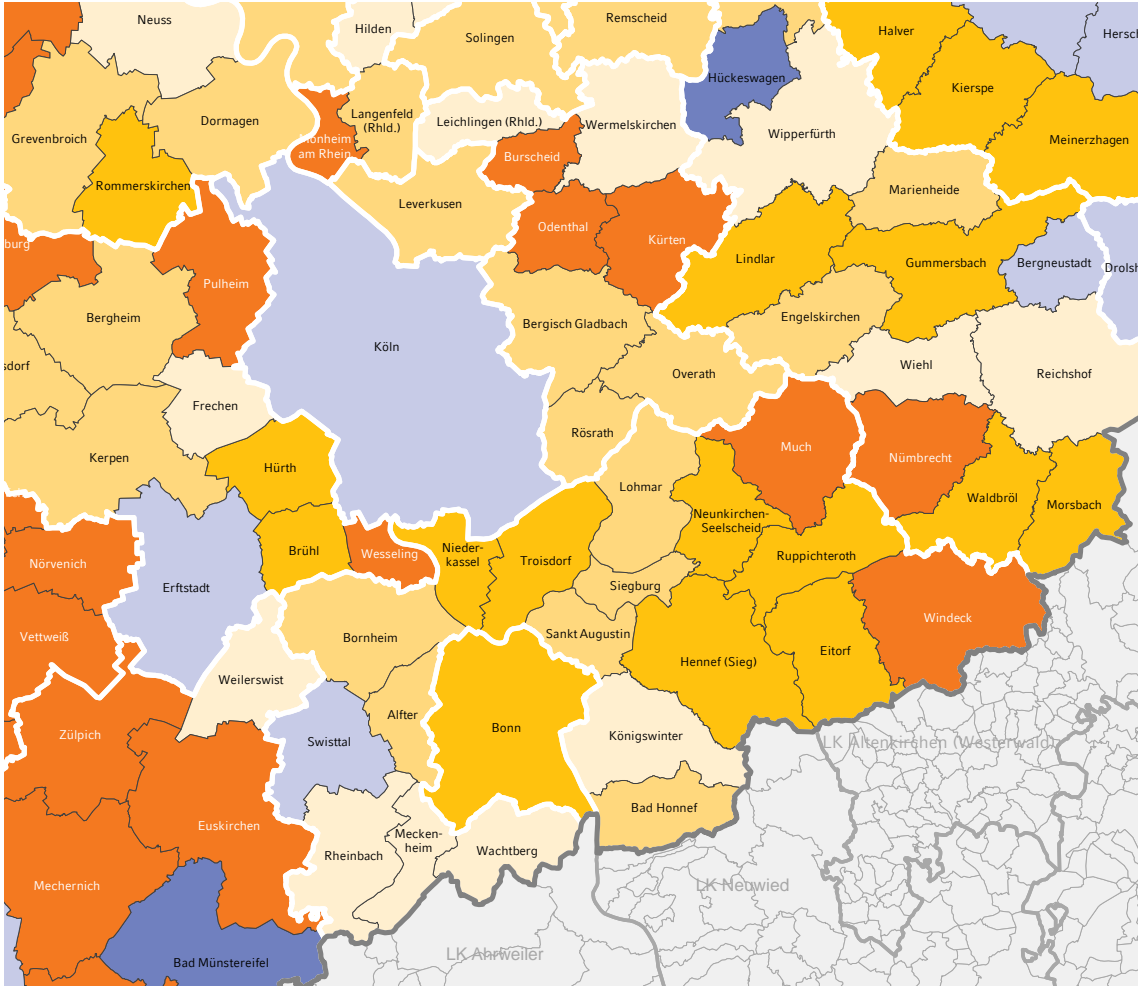 Neuss
Hilden
Solingen
Remscheid
Halver
Hersch
Hückeswagen
Kierspe
Grevenbroich
Dormagen
Langenfeld
(Rhld.)
Leichlingen (Rhld.)
Wermelskirchen
Wipperfürth
Meinerzhagen
Monheim
am Rhein
Burscheid
Rommerskirchen
Marienheide
Leverkusen
Odenthal
Kürten
Lindlar
Gummersbach
Bergneustadt
Drolsh
burg
Pulheim
Bergheim
Köln
Bergisch Gladbach
Engelskirchen
sdorf
Overath
Wiehl
Reichshof
Frechen
Rösrath
Much
Nümbrecht
Kerpen
Hürth
Lohmar
Waldbröl
Morsbach
Neunkirchen-
Seelscheid
Nörvenich
Brühl
Wesseling
Nieder-
kassel
Troisdorf
Ruppichteroth
Erftstadt
Siegburg
Windeck
Vettweiß
Bornheim
Sankt Augustin
Hennef (Sieg)
Eitorf
Weilerswist
Zülpich
Swisttal
Alfter
Bonn
Königswinter
LK Altenkirchen (Westerwald)
Euskirchen
Bad Honnef
Mechernich
Rheinbach
Mecken-
heim
Wachtberg
LK Neuwied
Bad Münstereifel
LK Ahrweiler